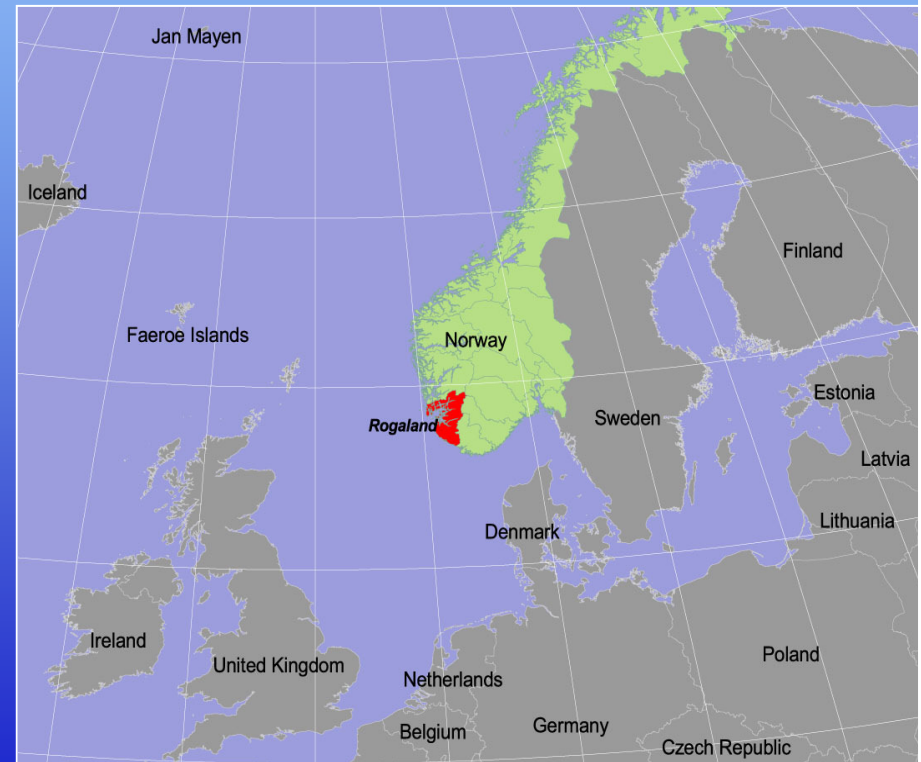 Jan Mayen
Iceland
Finland
Faeroe Islands
Norway
Estonia
Rogaland
Sweden
Latvia
Lithuania
Denmark
Ireland
United Kingdom
Poland
Netherlands
Germany
Belgium
Czech Republic